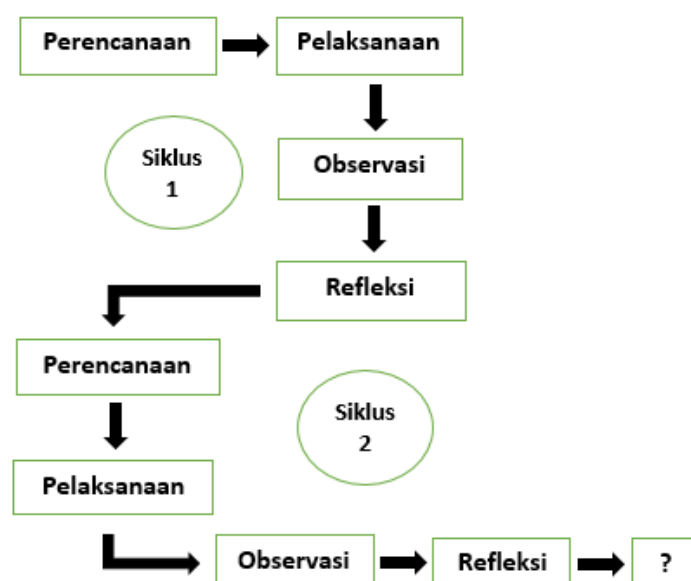 Perencanaan
Pelaksanaan
Siklus
1
Observasi
Refleksi
Perencanaan
Siklus
2
Pelaksanaan
Observasi
Refleksi
?